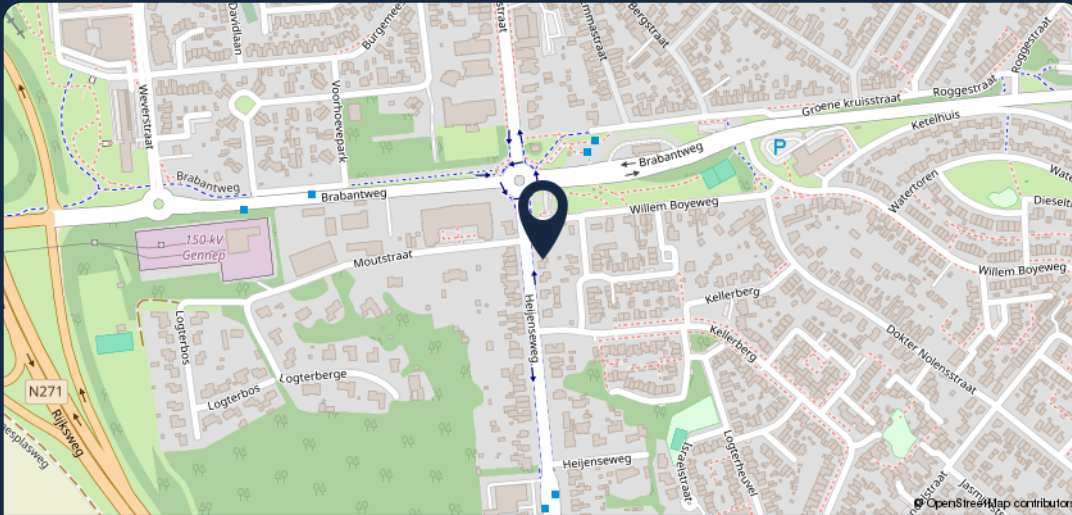 straat
Davidlaan
Burgemee
mmastraat
Bergstraat
Roggestraat
Weverstraat
Voorhoevepark
Groene kruisstraat
Roggestraat
Ketelhuis
P
Brabantweg
Brabantweg
Brabantweg
Watertoren
Wate
Dieselt
Willem Boyeweg
150 kV
Gennep
Moutstraat
Willem Boyeweg
Kellerberg
Heijenseweg
Kellerberg
Dokter Nolensstraat
Logterbos
Logterberge
Logterbos
N271
Rijksweg
esplasweg
Heijenseweg
Israelstraat
Logterheuvel
elstraat
Jasm
© OpenStreetMap contributors